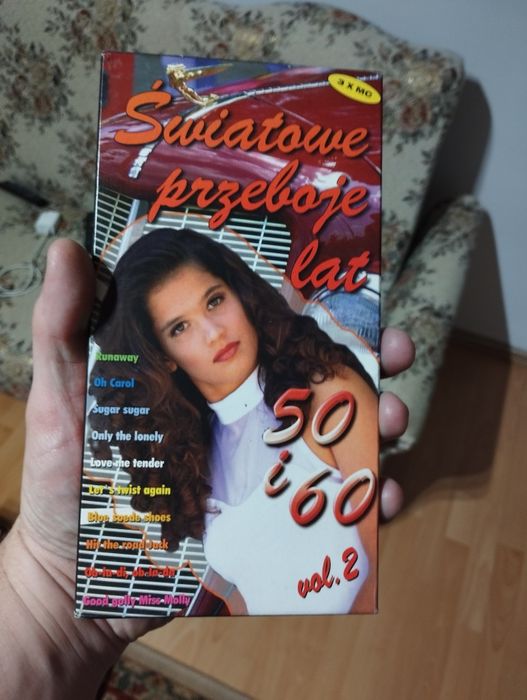 3 X MC
Światowe
przeboje
lat
50
i 60
vol. 2
Runaway
Oh Carol
Sugar sugar
Only the lonely
Love me tender
Let's twist again
Blue suede shoes
Hit the road Jack
Ob-la-di, ob-la-da
Good golly Miss Molly